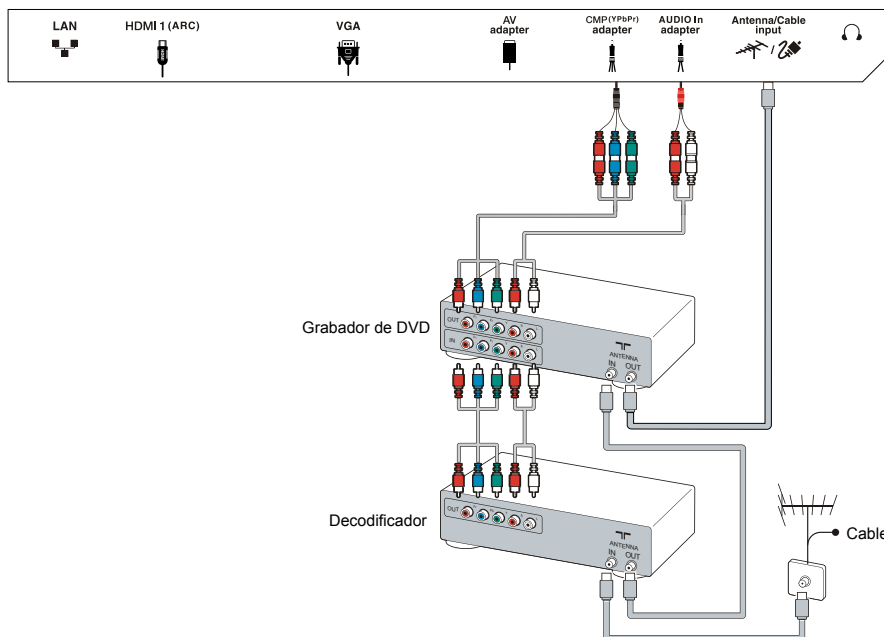 LAN
HDMI 1 (ARC)
VGA
AV
adapter
CMP (YPbPr)
adapter
AUDIO In
adapter
Antenna/Cable
input
/
Grabador de DVD
OUT
IN
ANTENNA
IN OUT
Decodificador
OUT
ANTENNA
IN OUT
Cable